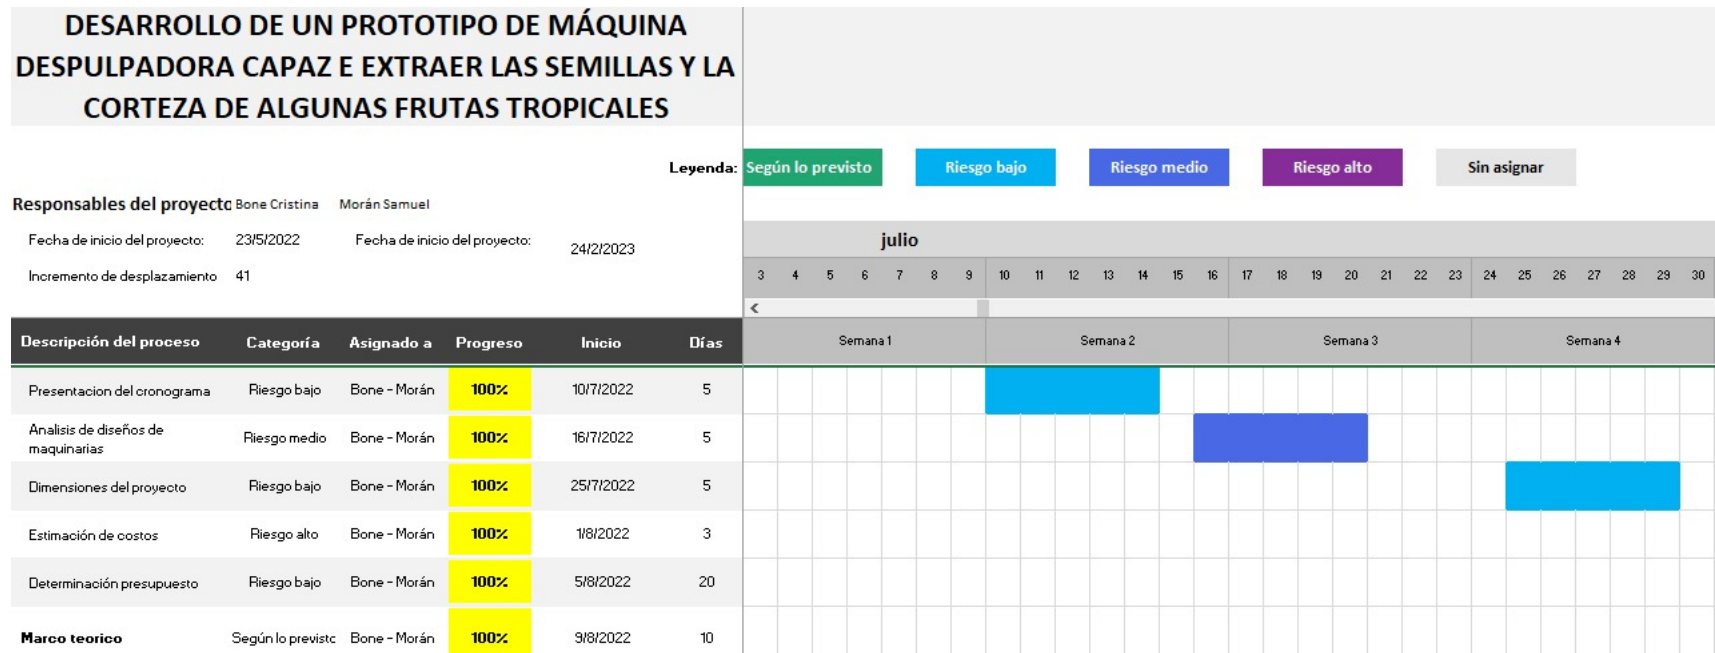 DESARROLLO DE UN PROTOTIPO DE MÁQUINA
DESPULPADORA CAPAZ E EXTRAER LAS SEMILLAS Y LA
CORTEZA DE ALGUNAS FRUTAS TROPICALES
Leyenda: Según lo previsto Riesgo bajo Riesgo medio Riesgo alto Sin asignar
Responsables del proyecto Bone Cristina Morán Samuel
Fecha de inicio del proyecto: 23/5/2022 Fecha de inicio del proyecto: 24/2/2023
julio
Incremento de desplazamiento 41
3 4 5 6 7 8 9 10 11 12 13 14 15 16 17 18 19 20 21 22 23 24 25 26 27 28 29 30
Descripción del proceso Categoría Asignado a Progreso Inicio Días Semana 1 Semana 2 Semana 3 Semana 4
Presentacion del cronograma Riesgo bajo Bone - Morán 100% 10/7/2022 5
Analisis de diseños de
maquinarias Riesgo medio Bone - Morán 100% 16/7/2022 5
Dimensiones del proyecto Riesgo bajo Bone - Morán 100% 25/7/2022 5
Estimación de costos Riesgo alto Bone - Morán 100% 1/8/2022 3
Determinación presupuesto Riesgo bajo Bone - Morán 100% 5/8/2022 20
Marco teorico Según lo previsto Bone - Morán 100% 9/8/2022 10